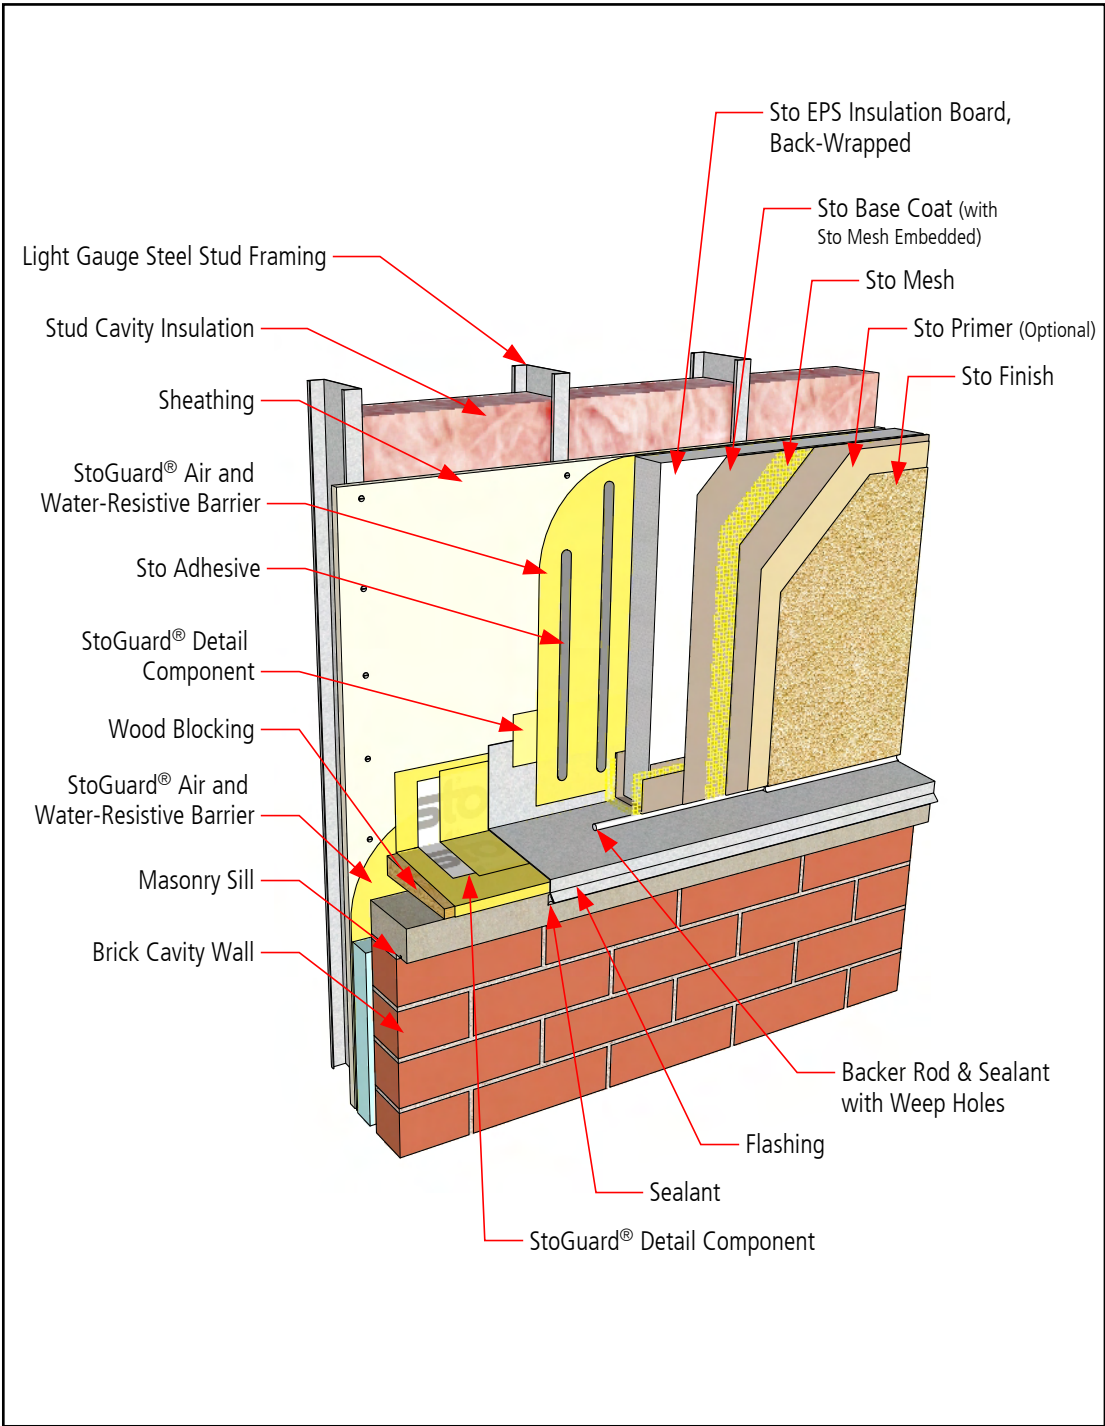 Sto EPS Insulation Board,
Back-Wrapped
Sto Base Coat (with
Sto Mesh Embedded)
Sto Mesh
Sto Primer (Optional)
Sto Finish
Light Gauge Steel Stud Framing
Stud Cavity Insulation
Sheathing
StoGuard® Air and
Water-Resistive Barrier
Sto Adhesive
StoGuard® Detail
Component
Wood Blocking
StoGuard® Air and
Water-Resistive Barrier
Masonry Sill
Brick Cavity Wall
sto
Backer Rod & Sealant
with Weep Holes
Flashing
Sealant
StoGuard® Detail Component